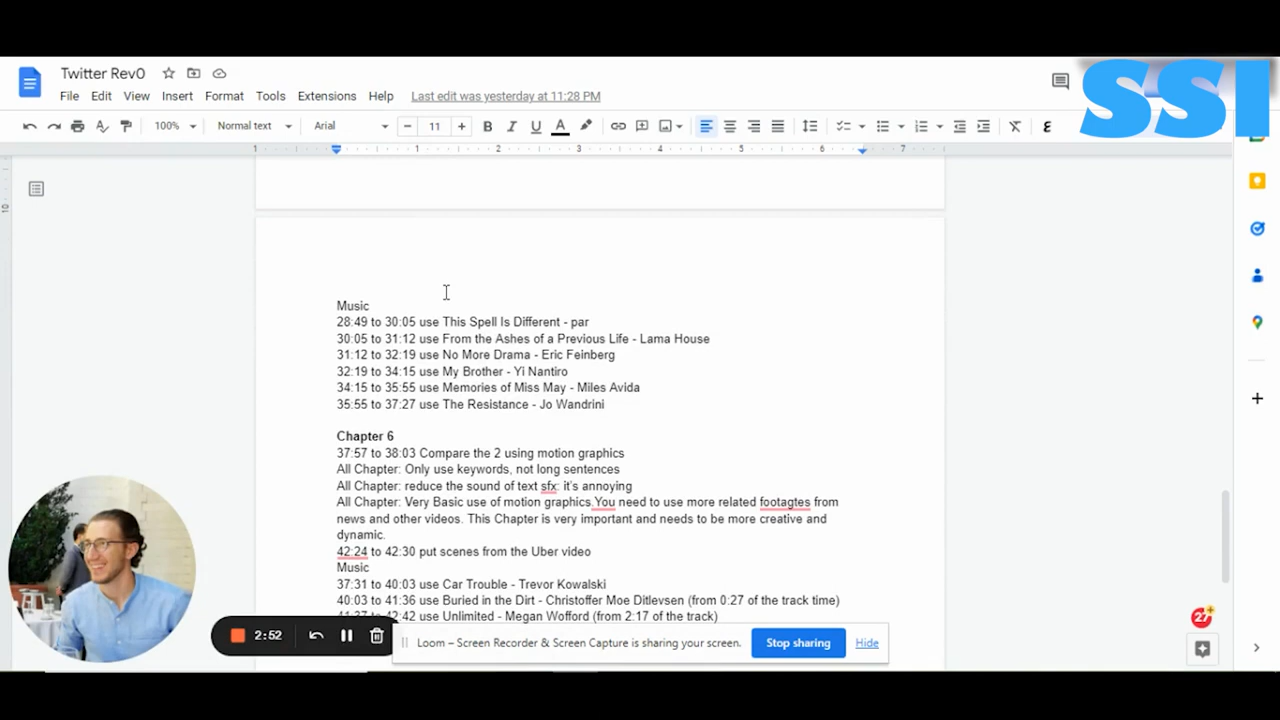 SSI
Twitter Rev0
File Edit View Insert Format Tools Extensions Help Last edit was yesterday at 11:28 PM
100% Normal text Arial 11 B I U A
1 1 2 3 4 5 6 7
10
Music
28:49 to 30:05 use This Spell Is Different - par
30:05 to 31:12 use From the Ashes of a Previous Life - Lama House
31:12 to 32:19 use No More Drama - Eric Feinberg
32:19 to 34:15 use My Brother - Yi Nantiro
34:15 to 35:55 use Memories of Miss May - Miles Avida
35:55 to 37:27 use The Resistance - Jo Wandrini
Chapter 6
37:57 to 38:03 Compare the 2 using motion graphics
All Chapter: Only use keywords, not long sentences
All Chapter: reduce the sound of text sfx: it's annoying
All Chapter: Very Basic use of motion graphics.You need to use more related footagtes from
news and other videos. This Chapter is very important and needs to be more creative and
dynamic.
42:24 to 42:30 put scenes from the Uber video
Music
37:31 to 40:03 use Car Trouble - Trevor Kowalski
40:03 to 41:36 use Buried in the Dirt - Christoffer Moe Ditlevsen (from 0:27 of the track time)
42:42 use Unlimited - Megan Wofford (from 2:17 of the track)
27
2:52
Loom – Screen Recorder & Screen Capture is sharing your screen. Stop sharing Hide